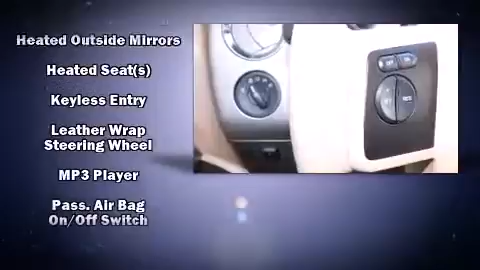 Heated Outside Mirrors
Heated Seat(s)
Keyless Entry
Leather Wrap
Steering Wheel
MP3 Player
Pass. Air Bag
On/Off Switch